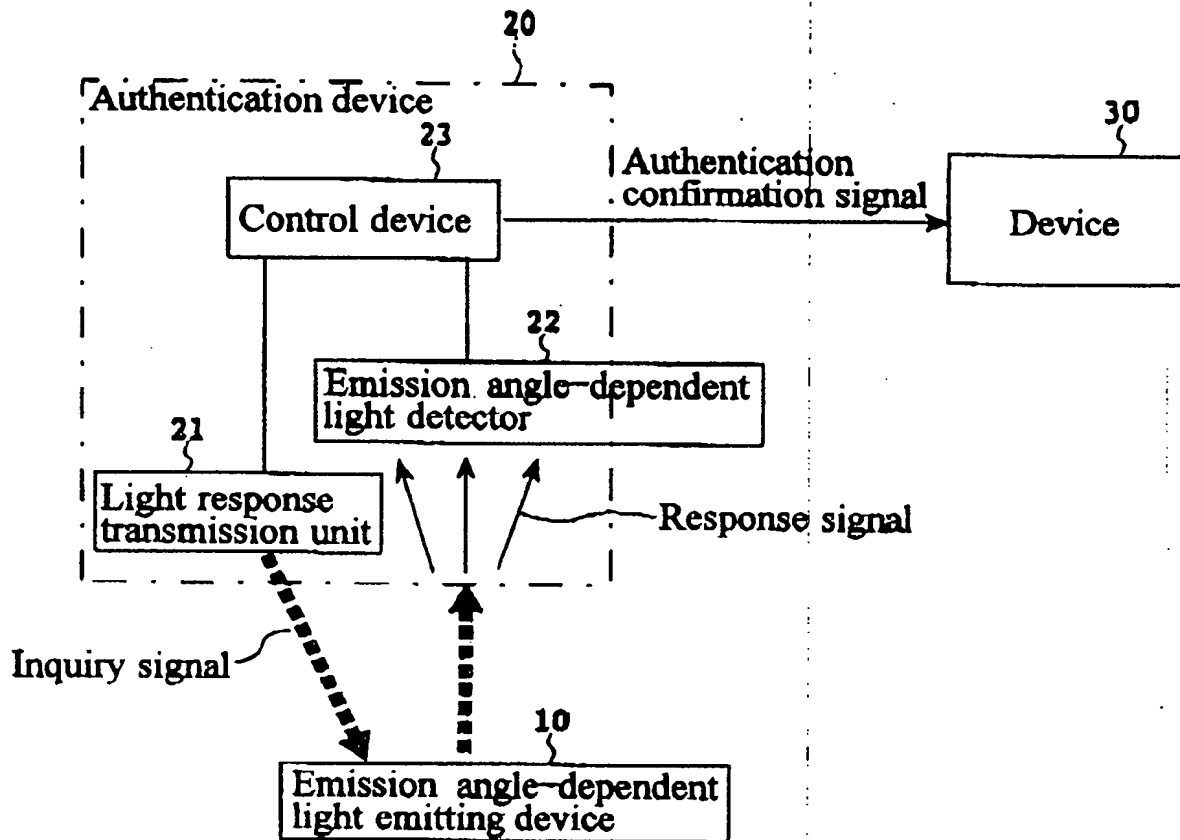 20
Authentication device
23
Control device
Authentication
confirmation signal
30
Device
22
Emission angle-dependent
light detector
21
Light response
transmission unit
Response signal
Inquiry signal
10
Emission angle-dependent
light emitting device